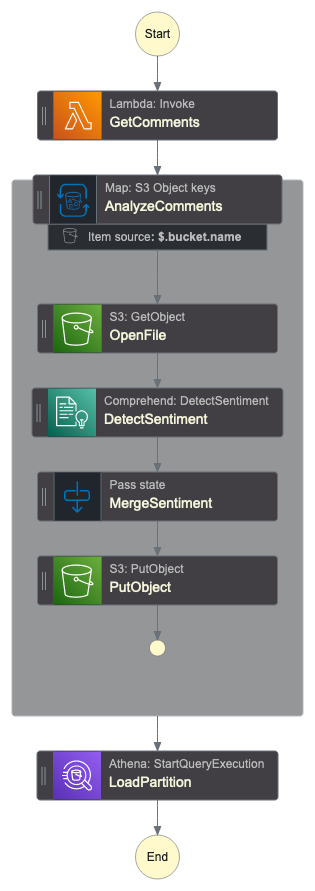 Start
Lambda: Invoke
GetComments
Map: S3 Object keys
AnalyzeComments
Item source: $.bucket.name
S3: GetObject
OpenFile
Comprehend: DetectSentiment
DetectSentiment
Pass state
MergeSentiment
S3: PutObject
PutObject
Athena: StartQueryExecution
LoadPartition
End